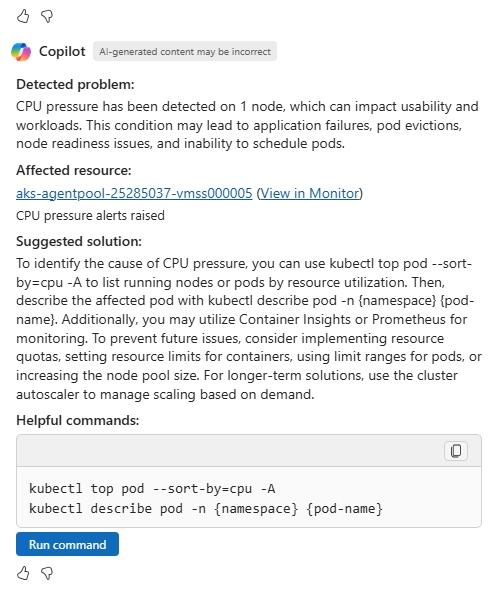 Copilot AI-generated content may be incorrect
Detected problem:
CPU pressure has been detected on 1 node, which can impact usability and
workloads. This condition may lead to application failures, pod evictions,
node readiness issues, and inability to schedule pods.
Affected resource:
aks-agentpool-25285037-vmss000005 (View in Monitor)
CPU pressure alerts raised
Suggested solution:
To identify the cause of CPU pressure, you can use kubectl top pod --sort-
by=cpu -A to list running nodes or pods by resource utilization. Then,
describe the affected pod with kubectl describe pod -n {namespace} {pod-
name}. Additionally, you may utilize Container Insights or Prometheus for
monitoring. To prevent future issues, consider implementing resource
quotas, setting resource limits for containers, using limit ranges for pods, or
increasing the node pool size. For longer-term solutions, use the cluster
autoscaler to manage scaling based on demand.
Helpful commands:
kubectl top pod --sort-by=cpu -A
kubectl describe pod -n {namespace} {pod-name}
Run command